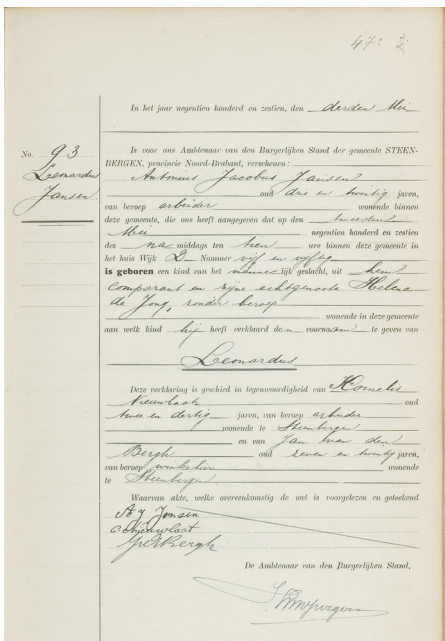 47
In het jaar negentien honderd en zestien, den derden Mei
No. 93
Leonardus
Jansen
Is voor ons Ambtenaar van den Burgerlijken Stand der gemeente STEEN-
BERGEN, provincie Noord-Brabant, verschenen:
Antonius Jacobus Jansen
oud drie en twintig jaren,
van beroep arbeider wonende binnen
deze gemeente, die ons heeft aangegeven dat op den tweeden
Mei negentien honderd en zestien
des na middags ten tien ure binnen deze gemeente in
het huis Wijk D Nommer vijf en vijftig
is geboren een kind van het mannelijk geslacht, uit hem
comparant en zijne echtgenoote Helena
de Jong, zonder beroep
wonende in deze gemeente
aan welk kind hij heeft verklaard den voornaam te geven van
Leonardus
Deze verklaring is geschied in tegenwoordigheid van Kornelis
Nieuwlaat oud
twee en dertig jaren, van beroep arbeider
wonende te Steenbergen
en van Jan van den
Bergh oud zeven en twintig jaren,
van beroep winkelier wonende
te Steenbergen
Waarvan akte, welke overeenkomstig de wet is voorgelezen en geteekend
A. J. Jansen
C. Nieuwlaat
Bergh
De Ambtenaar van den Burgerlijken Stand,